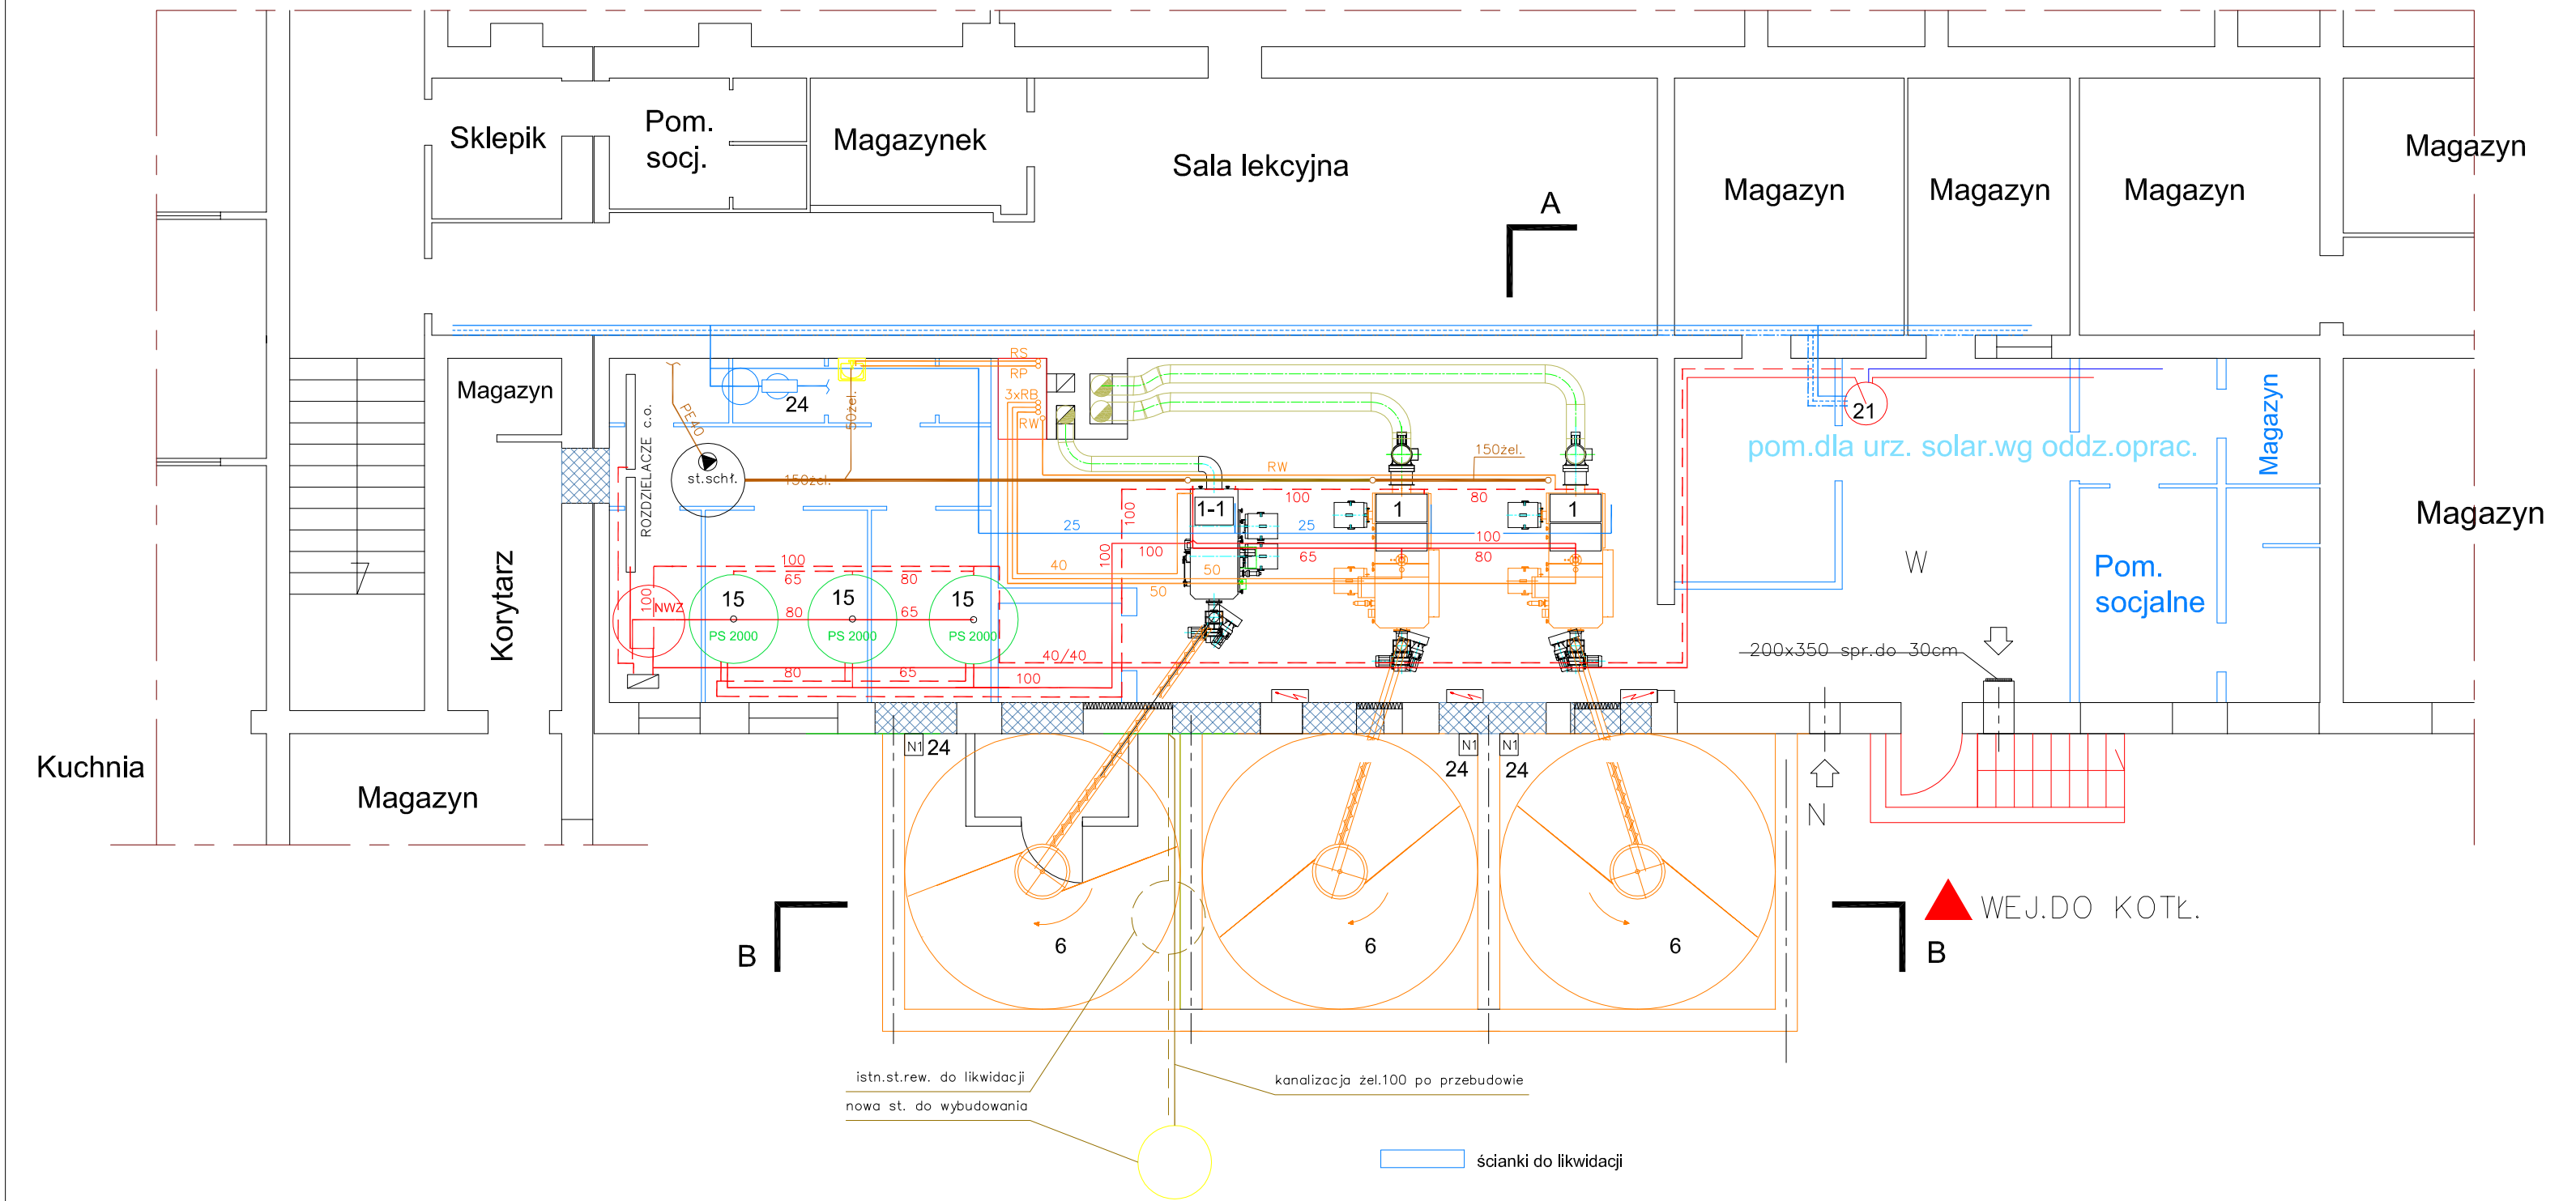 Sklepik
Pom.
socj.
Magazynek
Sala lekcyjna
A
Magazyn
Magazyn
Magazyn
Magazyn
Magazyn
ROZDZIELACZE c.o.
PE40
st.schł.
24
50żel.
150żel.
RS
RP
3xRB
RW
RW
150żel.
21
pom.dla urz. solar.wg oddz.oprac.
Magazyn
Magazyn
Korytarz
1-1
1
1
100
80
100
25
25
100
100
100
65
80
40
50
50
100
65
80
100
NWZ
15
15
15
80
65
PS 2000
PS 2000
PS 2000
80
65
100
40/40
W
Pom.
socjalne
200x350 spr.do 30cm
N1
24
N1
24
N1
24
N
Kuchnia
Magazyn
6
6
6
B
B
WEJ.DO KOTŁ.
istn.st.rew. do likwidacji
nowa st. do wybudowania
kanalizacja żel.100 po przebudowie
ścianki do likwidacji